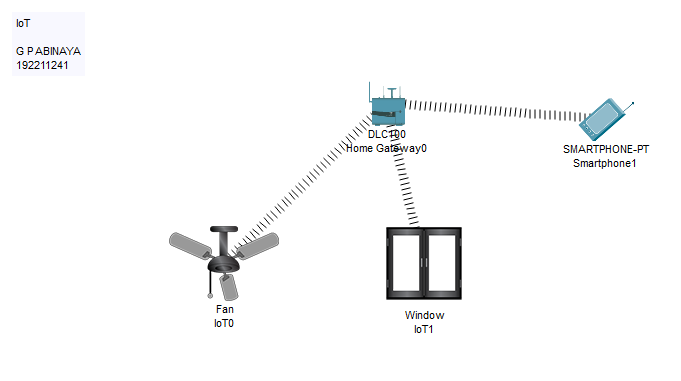 IoT
G P ABINAYA
192211241
DLC100
Home Gateway0
SMARTPHONE-PT
Smartphone1
Fan
IoT0
Window
IoT1